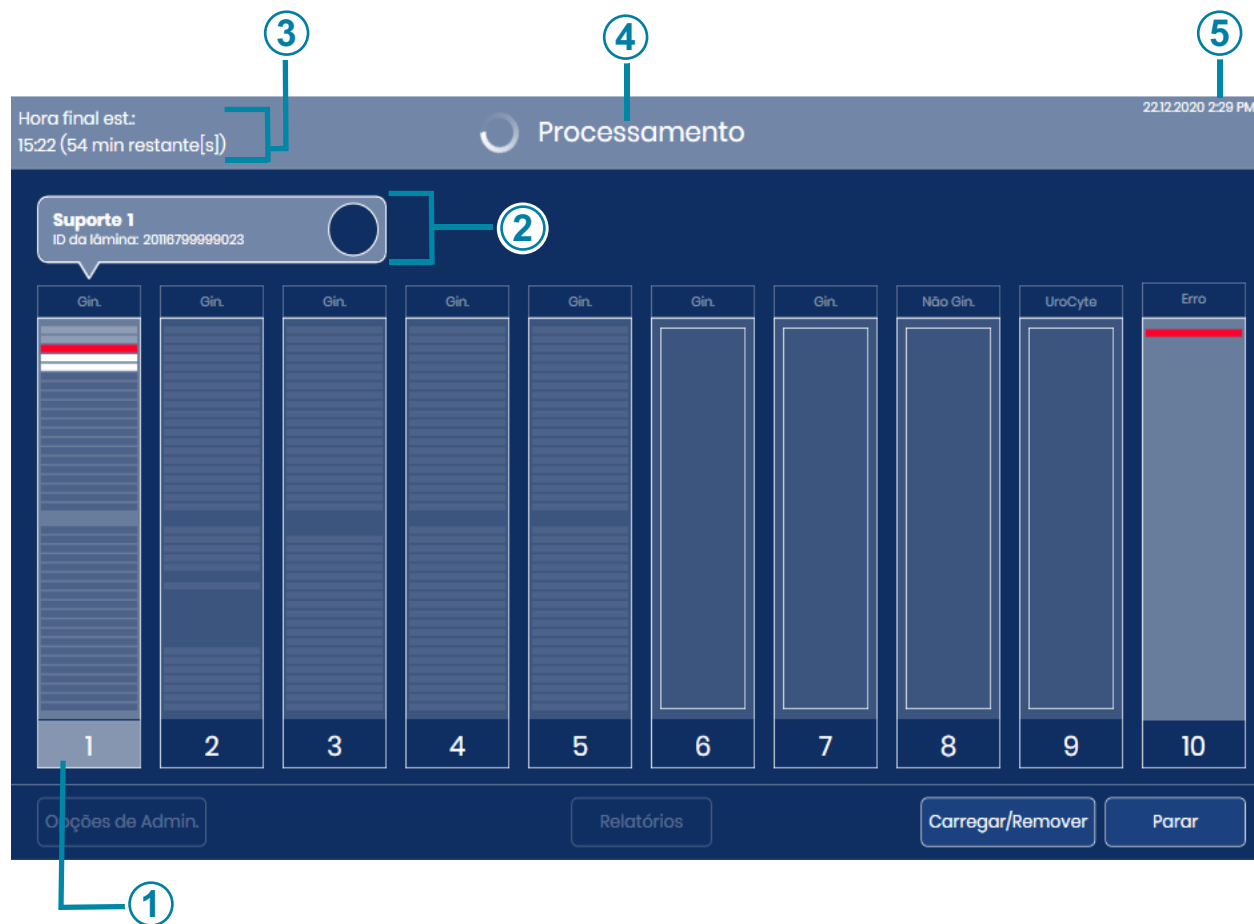 3
4
5
Hora final est.:
15:22 (54 min restante[s])
Processamento
22.12.2020 2:29 PM
Suporte 1
ID da lâmina: 20116799999023
2
Gin.
Gin.
Gin.
Gin.
Gin.
Gin.
Gin.
Não Gin.
UroCyte
Erro
1
2
3
4
5
6
7
8
9
10
Opções de Admin.
Relatórios
Carregar/Remover
Parar
1